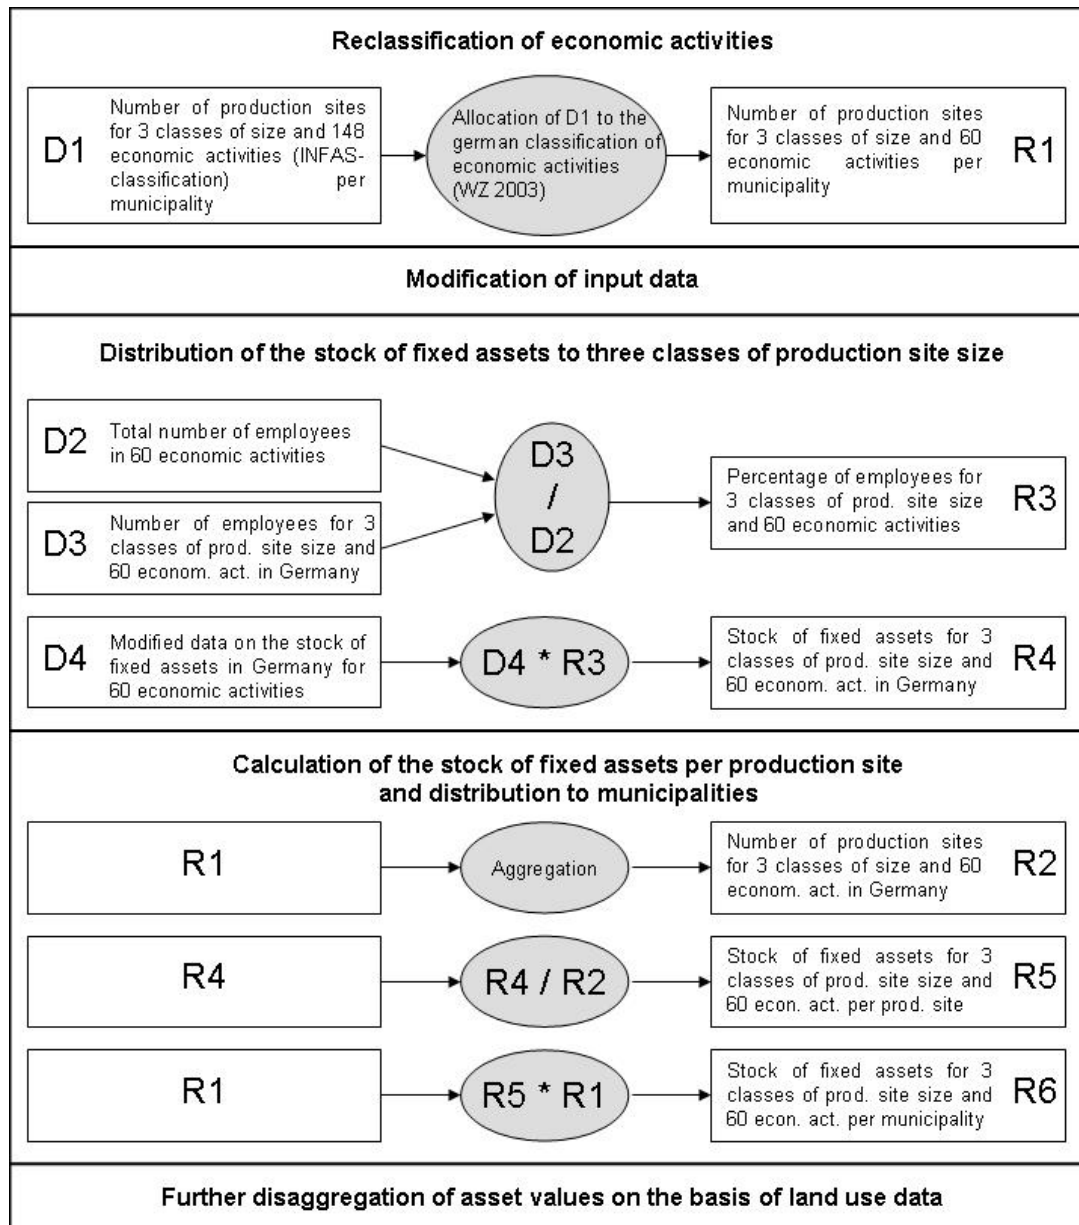 Reclassification of economic activities
D1
Number of production sites
for 3 classes of size and 148
economic activities (INFAS-
classification) per
municipality
Allocation of D1 to the
german classification of
economic activities
(WZ 2003)
Number of production sites
for 3 classes of size and 60
economic activities per
municipality
R1
Modification of input data
Distribution of the stock of fixed assets to three classes of production site size
D2
Total number of employees
in 60 economic activities
D3
Number of employees for 3
classes of prod. site size and
60 econom. act. in Germany
D3
/
D2
Percentage of employees for
3 classes of prod. site size
and 60 economic activities
R3
D4
Modified data on the stock of
fixed assets in Germany for
60 economic activities
D4 * R3
Stock of fixed assets for 3
classes of prod. site size and
60 econom. act. in Germany
R4
Calculation of the stock of fixed assets per production site
and distribution to municipalities
R1
Aggregation
Number of production sites
for 3 classes of size and 60
econom. act. in Germany
R2
R4
R4 / R2
Stock of fixed assets for 3
classes of prod. site size and
60 econ. act. per prod. site
R5
R1
R5 * R1
Stock of fixed assets for 3
classes of prod. site size and
60 econ. act. per municipality
R6
Further disaggregation of asset values on the basis of land use data